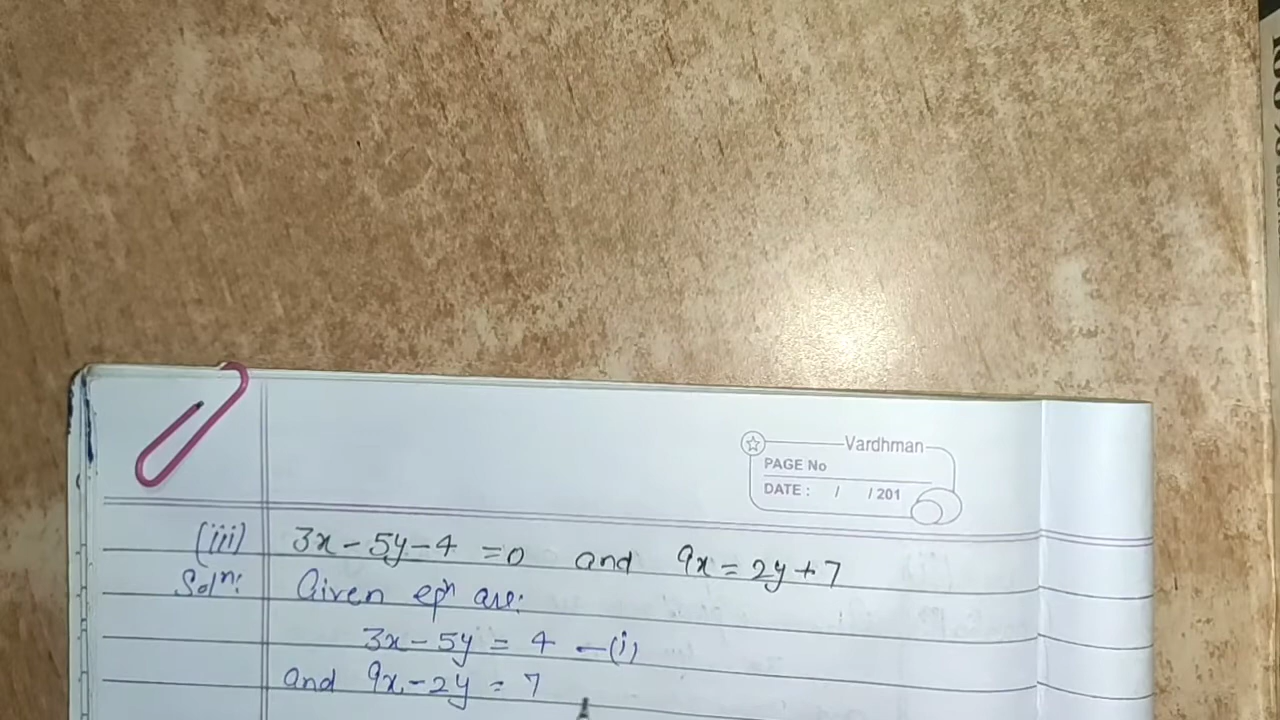 Vardhman
PAGE No
DATE : / / 201
(iii) 3x - 5y - 4 = 0 and 9x = 2y + 7
Solⁿ: Given eqⁿ are:
3x - 5y = 4 —(i)
and 9x - 2y = 7